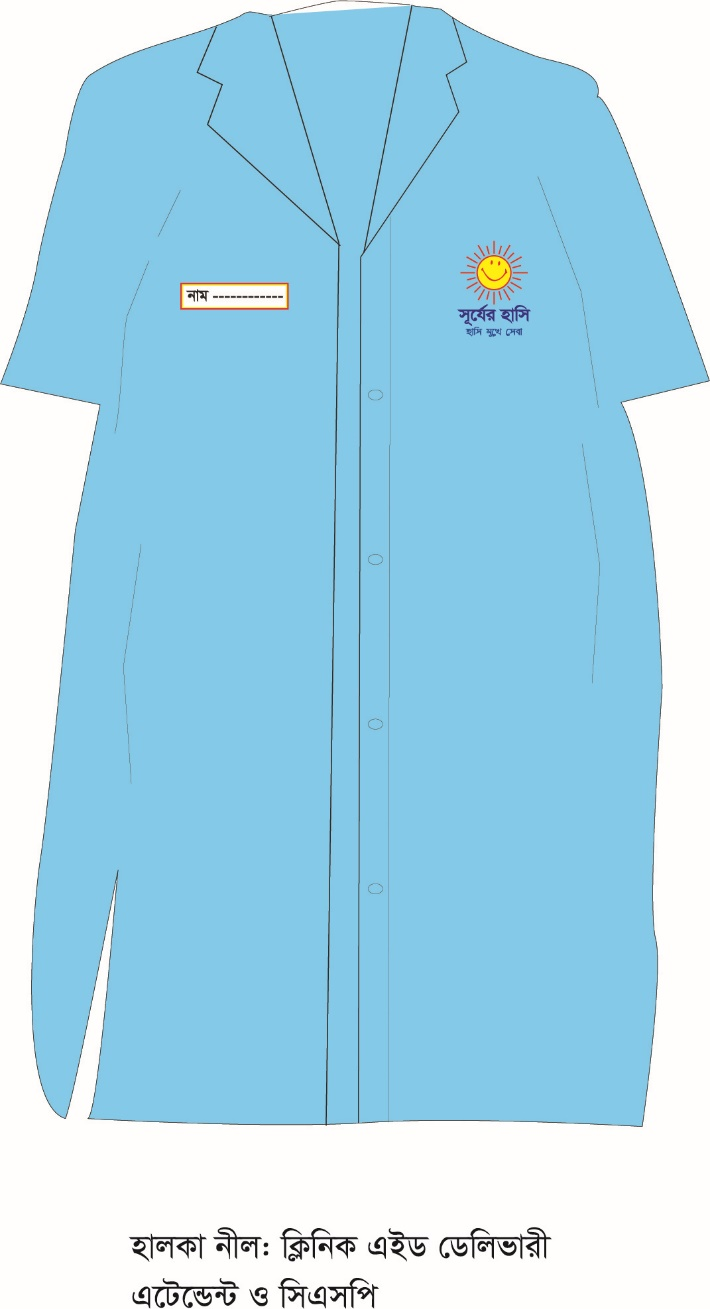 নাম ------------
সূর্যের হাসি
হাসি মুখে সেবা
হালকা নীল: ক্লিনিক এইড ডেলিভারী
এটেন্ডেন্ট ও সিএসপি